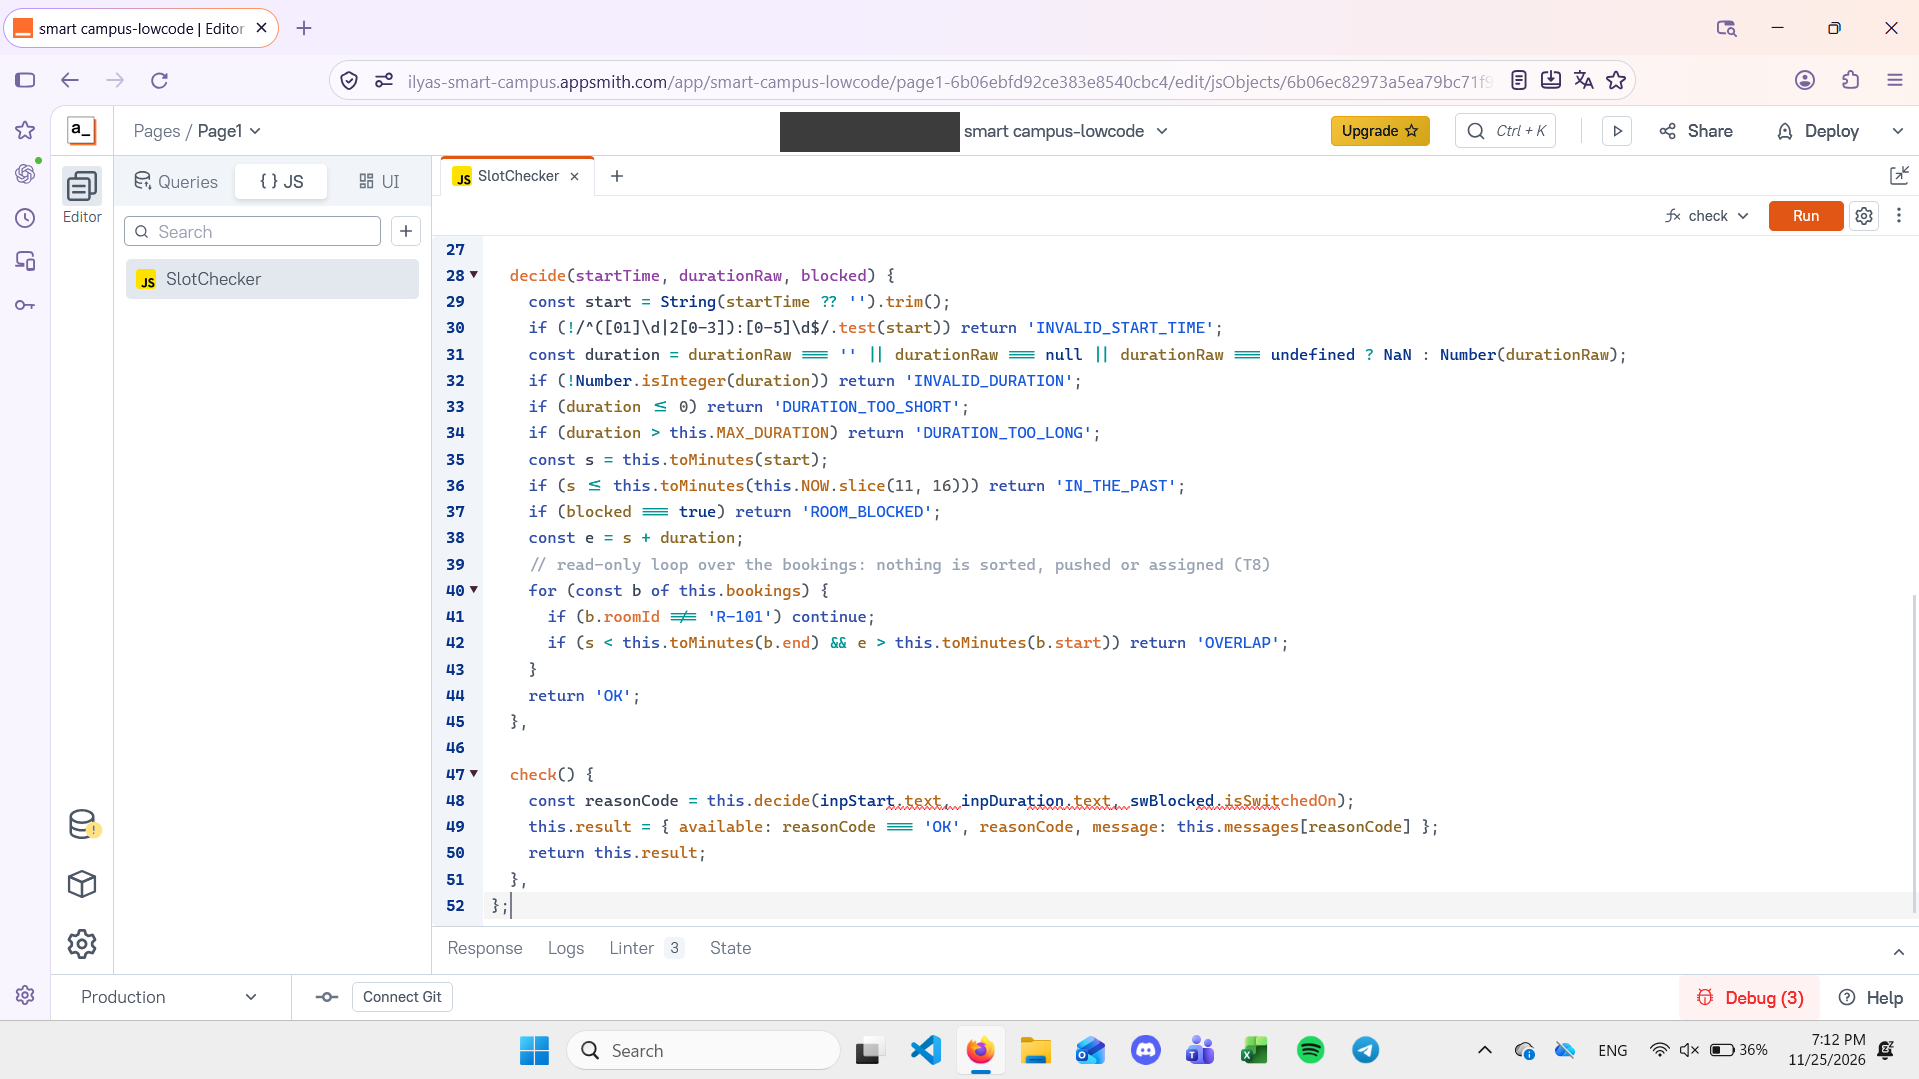 smart campus-lowcode | Editor
ilyas-smart-campus.appsmith.com/app/smart-campus-lowcode/page1-6b06ebfd92ce383e8540cbc4/edit/jsObjects/6b06ec82973a5ea79bc71f9
a_
Pages / Page1
smart campus-lowcode
Upgrade
Ctrl + K
Share
Deploy
Editor
Queries
{ } JS
UI
JS SlotChecker
Search
JS SlotChecker
fx check
Run
27
28 decide(startTime, durationRaw, blocked) {
29 const start = String(startTime ?? '').trim();
30 if (!/^([01]\d|2[0-3]):[0-5]\d$/.test(start)) return 'INVALID_START_TIME';
31 const duration = durationRaw === '' || durationRaw === null || durationRaw === undefined ? NaN : Number(durationRaw);
32 if (!Number.isInteger(duration)) return 'INVALID_DURATION';
33 if (duration <= 0) return 'DURATION_TOO_SHORT';
34 if (duration > this.MAX_DURATION) return 'DURATION_TOO_LONG';
35 const s = this.toMinutes(start);
36 if (s <= this.toMinutes(this.NOW.slice(11, 16))) return 'IN_THE_PAST';
37 if (blocked === true) return 'ROOM_BLOCKED';
38 const e = s + duration;
39 // read-only loop over the bookings: nothing is sorted, pushed or assigned (T8)
40 for (const b of this.bookings) {
41 if (b.roomId !== 'R-101') continue;
42 if (s < this.toMinutes(b.end) && e > this.toMinutes(b.start)) return 'OVERLAP';
43 }
44 return 'OK';
45 },
46
47 check() {
48 const reasonCode = this.decide(inpStart.text, inpDuration.text, swBlocked.isSwitchedOn);
49 this.result = { available: reasonCode === 'OK', reasonCode, message: this.messages[reasonCode] };
50 return this.result;
51 },
52 };
Response
Logs
Linter 3
State
Production
Connect Git
Debug (3)
Help
Search
ENG
36%
7:12 PM
11/25/2026